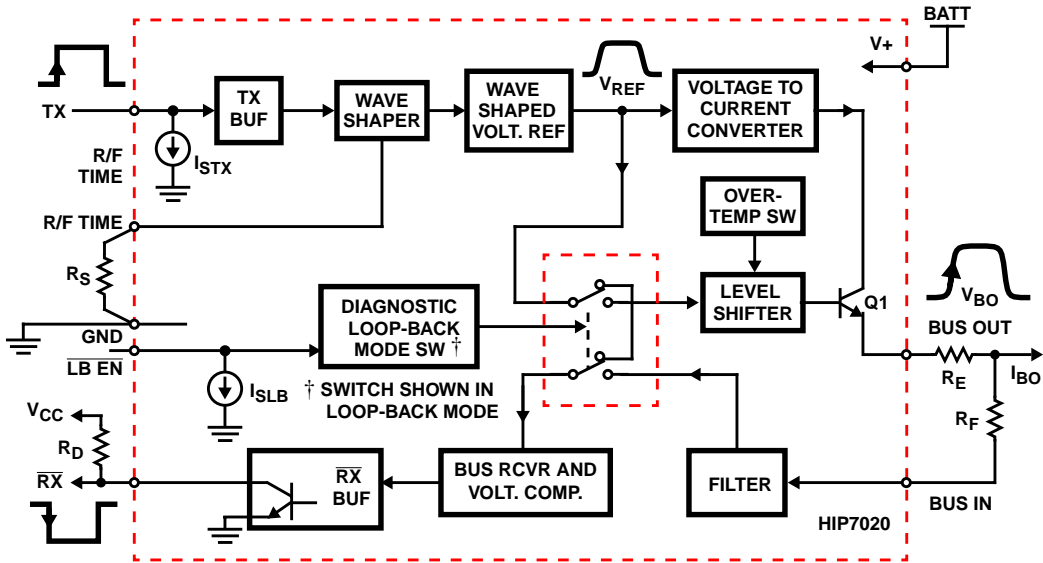 BATT
V+
TX
TX
BUF
WAVE
SHAPER
WAVE
SHAPED
VOLT. REF
VREF
VOLTAGE TO
CURRENT
CONVERTER
ISTX
R/F
TIME
R/F TIME
RS
OVER-
TEMP SW
LEVEL
SHIFTER
Q1
VBO
BUS OUT
RE
IBO
RF
GND
LB EN
DIAGNOSTIC
LOOP-BACK
MODE SW †
ISLB
† SWITCH SHOWN IN
LOOP-BACK MODE
VCC
RD
RX
RX
BUF
BUS RCVR AND
VOLT. COMP.
FILTER
BUS IN
HIP7020